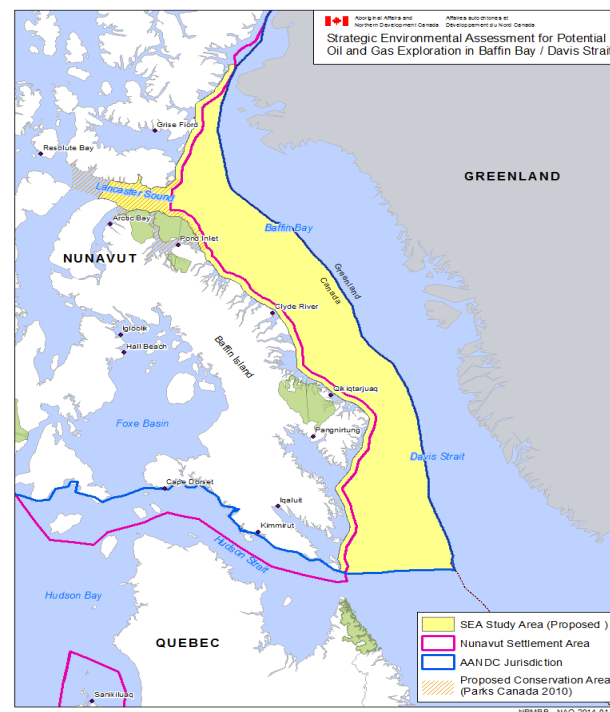 Aboriginal Affairs and Affaires autochtones et
Northern Development Canada Développement du Nord Canada
Strategic Environmental Assessment for Potential
Oil and Gas Exploration in Baffin Bay / Davis Strait
Grise Fiord
Resolute Bay
GREENLAND
Lancaster Sound
Arctic Bay
Baffin Bay
Pond Inlet
NUNAVUT
Greenland
Canada
Clyde River
Igloolik
Hall Beach
Baffin Island
Qikiqtarjuaq
Foxe Basin
Pangnirtung
Davis Strait
Cape Dorset
Iqaluit
Kimmirut
Hudson Strait
Hudson Bay
QUEBEC
Sanikiluaq
SEA Study Area (Proposed )
Nunavut Settlement Area
AANDC Jurisdiction
Proposed Conservation Area
(Parks Canada 2010)